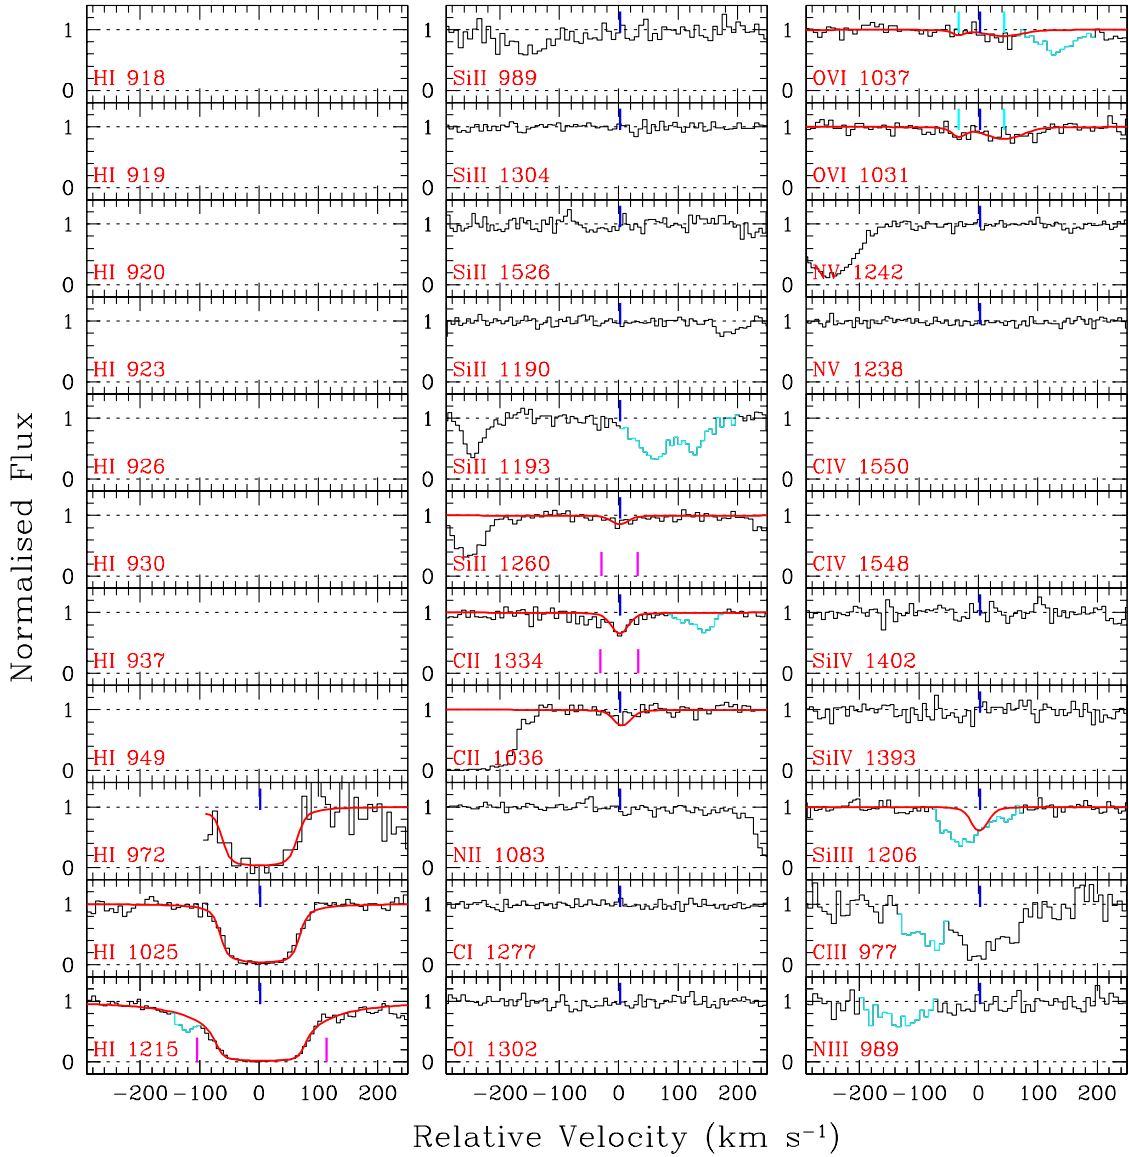 Normalised Flux
1
0
HI 918
1
0
HI 919
1
0
HI 920
1
0
HI 923
1
0
HI 926
1
0
HI 930
1
0
HI 937
1
0
HI 949
1
0
HI 972
1
0
HI 1025
1
0
HI 1215
-200 -100 0 100 200
1
0
SiII 989
1
0
SiII 1304
1
0
SiII 1526
1
0
SiII 1190
1
0
SiII 1193
1
0
SiII 1260
1
0
CII 1334
1
0
CII 1036
1
0
NII 1083
1
0
CI 1277
1
0
OI 1302
-200 -100 0 100 200
1
0
OVI 1037
1
0
OVI 1031
1
0
NV 1242
1
0
NV 1238
1
0
CIV 1550
1
0
CIV 1548
1
0
SiIV 1402
1
0
SiIV 1393
1
0
SiIII 1206
1
0
CIII 977
1
0
NIII 989
-200 -100 0 100 200
Relative Velocity (km s⁻¹)